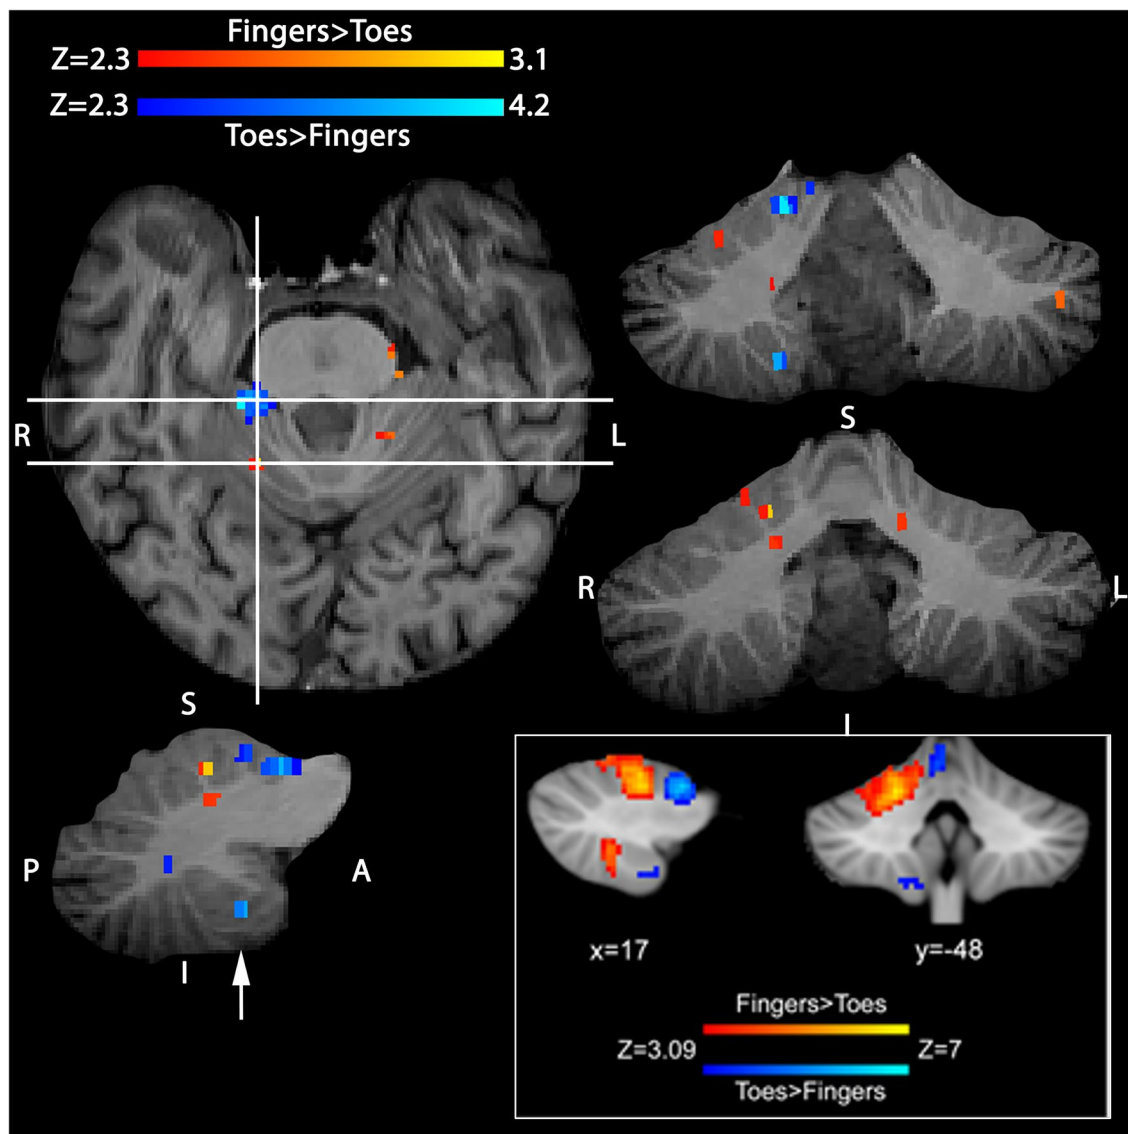 Fingers>Toes
Z=2.3 3.1
Z=2.3 4.2
Toes>Fingers
R L
S
R L
I
S
P A
I
x=17 y=-48
Fingers>Toes
Z=3.09 Z=7
Toes>Fingers